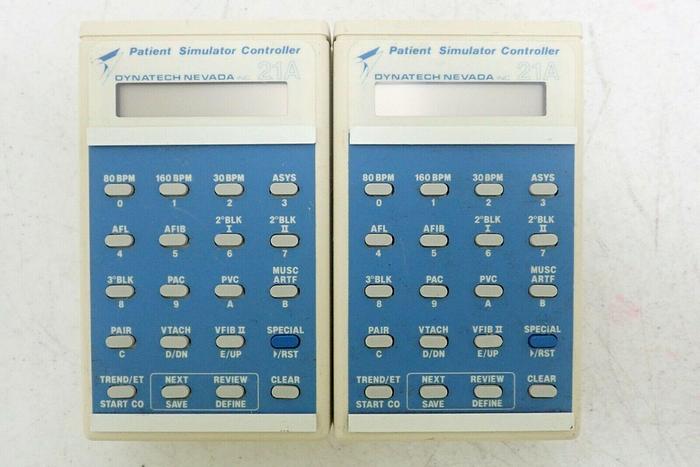 Patient Simulator Controller
DYNATECH NEVADA INC 21A
80 BPM 160 BPM 30 BPM ASYS
0 1 2 3
AFL AFIB 2°BLK I 2°BLK II
4 5 6 7
3°BLK PAC PVC MUSC ARTF
8 9 A B
PAIR VTACH VFIB II SPECIAL
C D/DN E/UP /RST
TREND/ET NEXT REVIEW CLEAR
START CO SAVE DEFINE
Patient Simulator Controller
DYNATECH NEVADA INC 21A
80 BPM 160 BPM 30 BPM ASYS
0 1 2 3
AFL AFIB 2°BLK I 2°BLK II
4 5 6 7
3°BLK PAC PVC MUSC ARTF
8 9 A B
PAIR VTACH VFIB II SPECIAL
C D/DN E/UP /RST
TREND/ET NEXT REVIEW CLEAR
START CO SAVE DEFINE